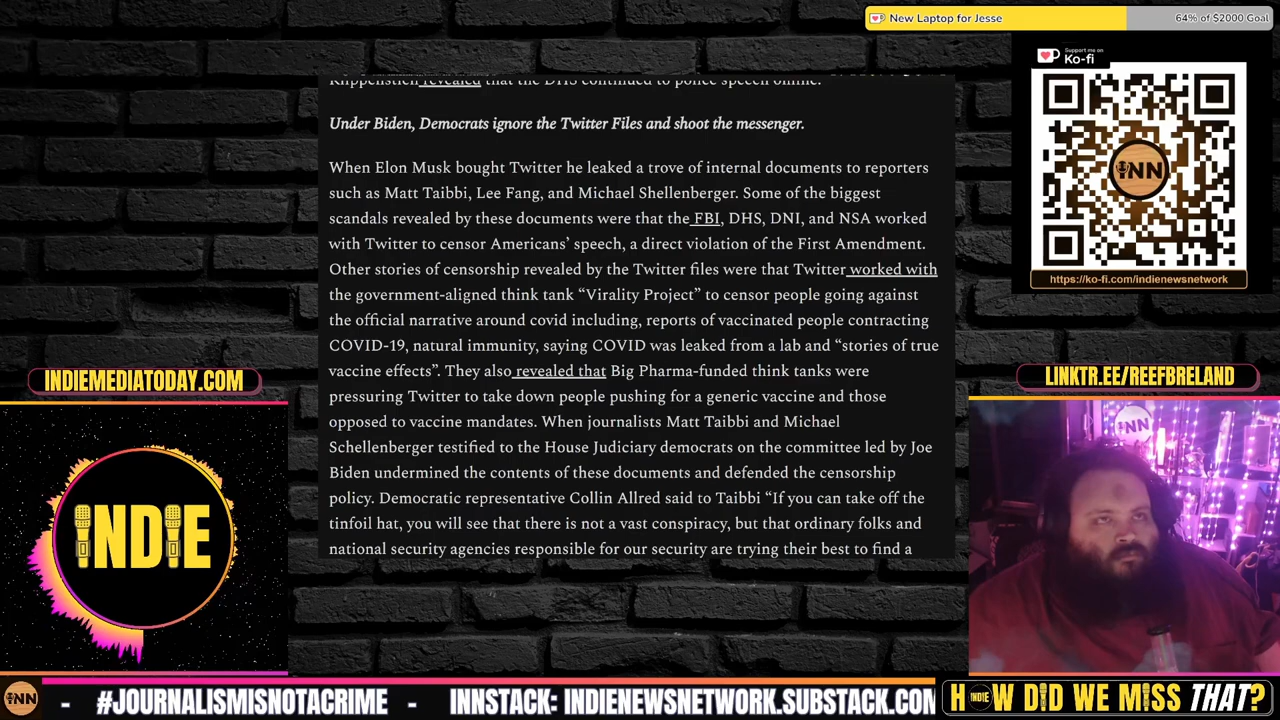 New Laptop for Jesse
64% of $2000 Goal
Support me on
Ko-fi
iNN
https://ko-fi.com/indienewsnetwork
revealed that the DHS continued to police speech online.
Under Biden, Democrats ignore the Twitter Files and shoot the messenger.
When Elon Musk bought Twitter he leaked a trove of internal documents to reporters
such as Matt Taibbi, Lee Fang, and Michael Shellenberger. Some of the biggest
scandals revealed by these documents were that the FBI, DHS, DNI, and NSA worked
with Twitter to censor Americans’ speech, a direct violation of the First Amendment.
Other stories of censorship revealed by the Twitter files were that Twitter worked with
the government-aligned think tank “Virality Project” to censor people going against
the official narrative around covid including, reports of vaccinated people contracting
COVID-19, natural immunity, saying COVID was leaked from a lab and “stories of true
vaccine effects”. They also revealed that Big Pharma-funded think tanks were
pressuring Twitter to take down people pushing for a generic vaccine and those
opposed to vaccine mandates. When journalists Matt Taibbi and Michael
Schellenberger testified to the House Judiciary democrats on the committee led by Joe
Biden undermined the contents of these documents and defended the censorship
policy. Democratic representative Collin Allred said to Taibbi “If you can take off the
tinfoil hat, you will see that there is not a vast conspiracy, but that ordinary folks and
national security agencies responsible for our security are trying their best to find a
INDIEMEDIATODAY.COM
INDIE
LINKTR.EE/REEFBRELAND
iNN
iNN
- #JOURNALISMISNOTACRIME - INNSTACK: INDIENEWSNETWORK.SUBSTACK.COM
HOW DID WE MISS THAT?